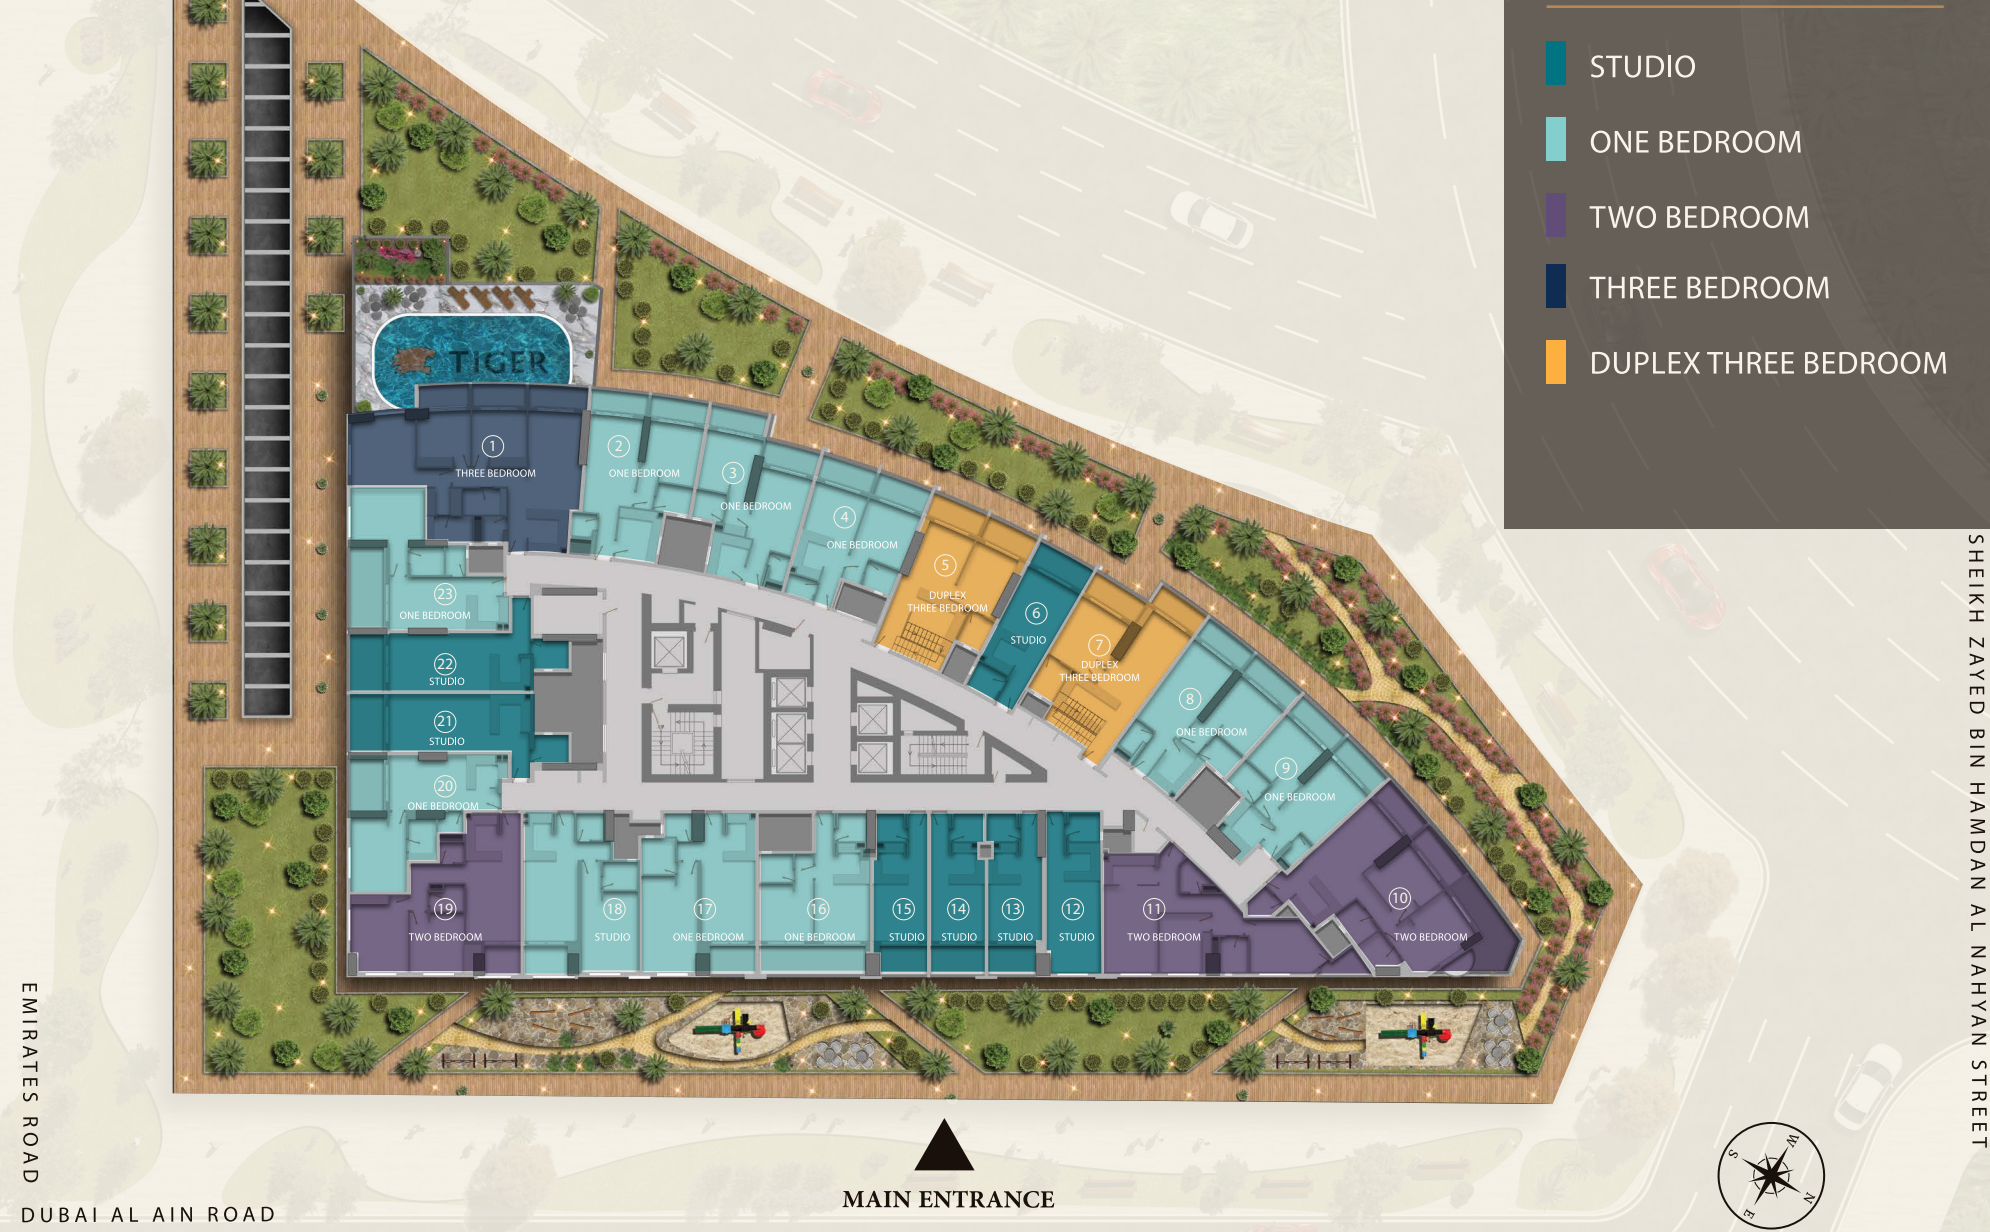 STUDIO
ONE BEDROOM
TWO BEDROOM
THREE BEDROOM
DUPLEX THREE BEDROOM
TIGER
1
THREE BEDROOM
2
ONE BEDROOM
3
ONE BEDROOM
4
ONE BEDROOM
5
DUPLEX
THREE BEDROOM
6
STUDIO
7
DUPLEX
THREE BEDROOM
8
ONE BEDROOM
9
ONE BEDROOM
10
TWO BEDROOM
11
TWO BEDROOM
12
STUDIO
13
STUDIO
14
STUDIO
15
STUDIO
16
ONE BEDROOM
17
ONE BEDROOM
18
STUDIO
19
TWO BEDROOM
20
ONE BEDROOM
21
STUDIO
22
STUDIO
23
ONE BEDROOM
SHEIKH ZAYED BIN HAMDAN AL NAHYAN STREET
EMIRATES ROAD
DUBAI AL AIN ROAD
MAIN ENTRANCE
W
S
N
E